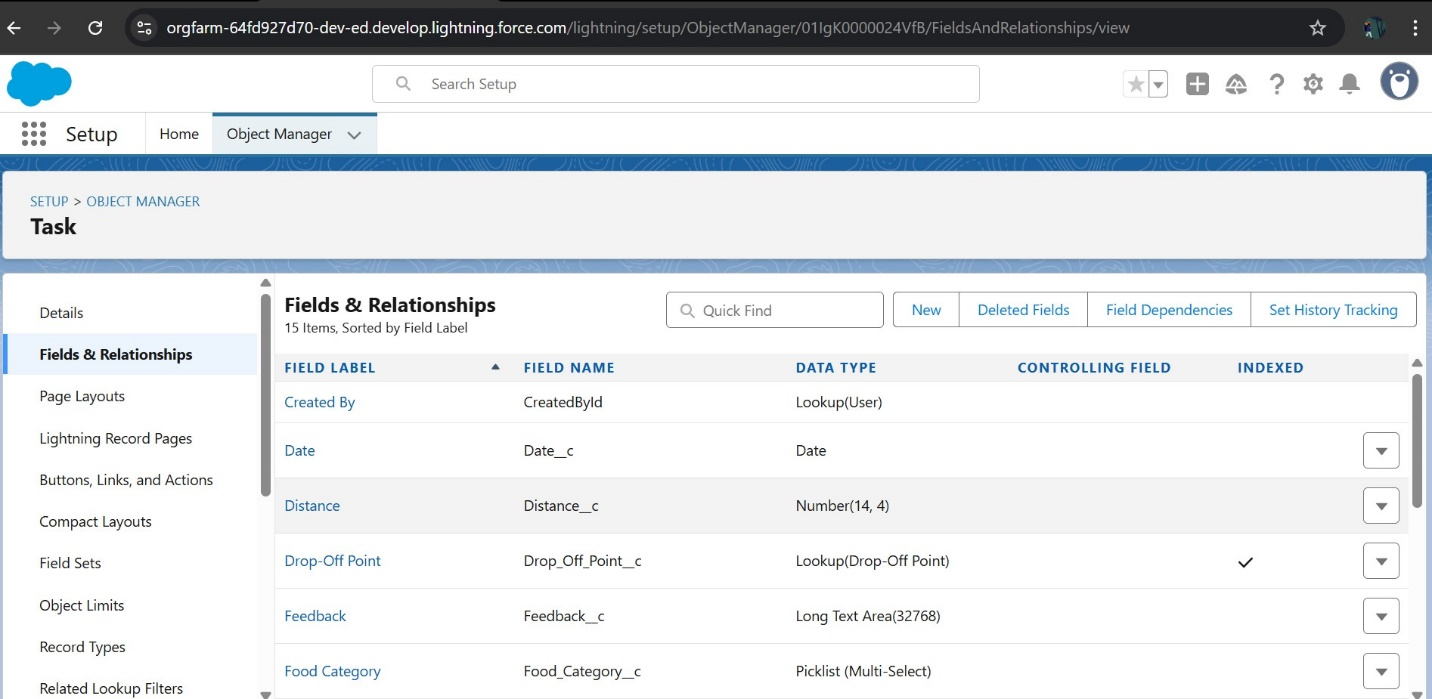 orgfarm-64fd927d70-dev-ed.develop.lightning.force.com/lightning/setup/ObjectManager/01IgK0000024VfB/FieldsAndRelationships/view
Search Setup
Setup Home Object Manager
SETUP > OBJECT MANAGER
Task
Details
Fields & Relationships
Page Layouts
Lightning Record Pages
Buttons, Links, and Actions
Compact Layouts
Field Sets
Object Limits
Record Types
Related Lookup Filters
Fields & Relationships
15 Items, Sorted by Field Label
Quick Find New Deleted Fields Field Dependencies Set History Tracking
FIELD LABEL FIELD NAME DATA TYPE CONTROLLING FIELD INDEXED
Created By CreatedById Lookup(User)
Date Date__c Date
Distance Distance__c Number(14, 4)
Drop-Off Point Drop_Off_Point__c Lookup(Drop-Off Point)
Feedback Feedback__c Long Text Area(32768)
Food Category Food_Category__c Picklist (Multi-Select)